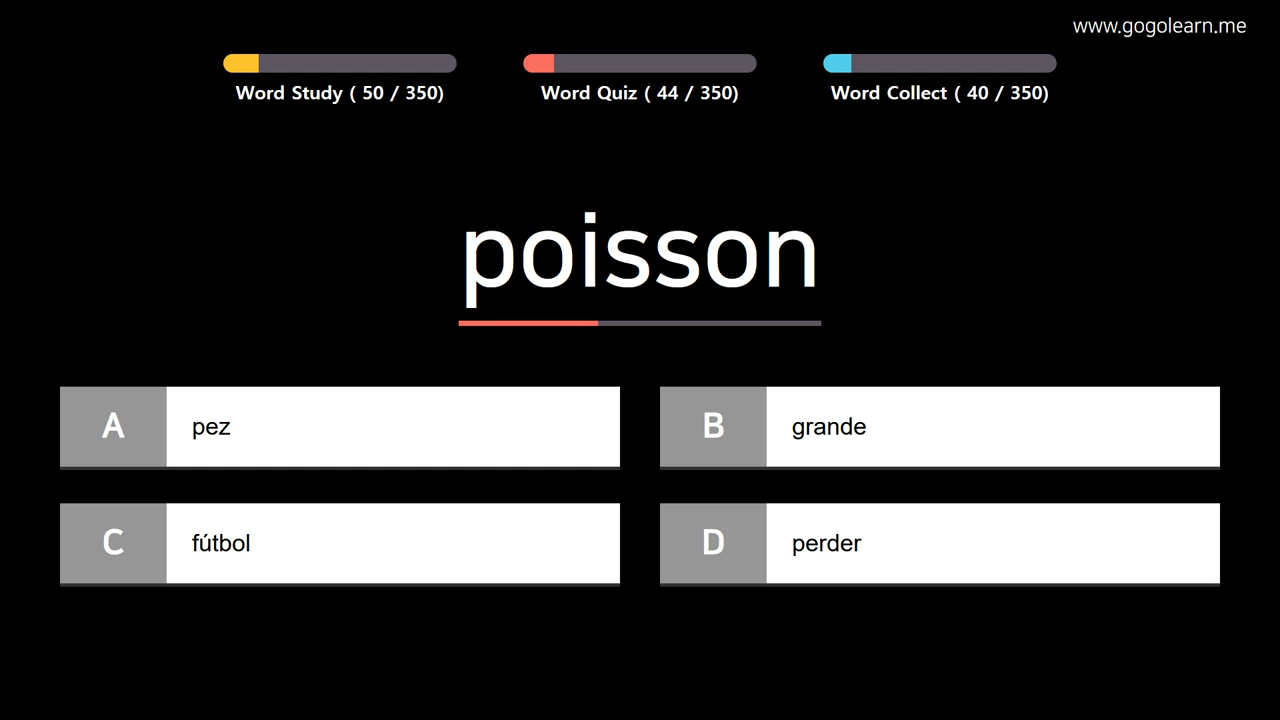 www.gogolearn.me
Word Study ( 50 / 350)
Word Quiz ( 44 / 350)
Word Collect ( 40 / 350)
poisson
A pez
B grande
C fútbol
D perder